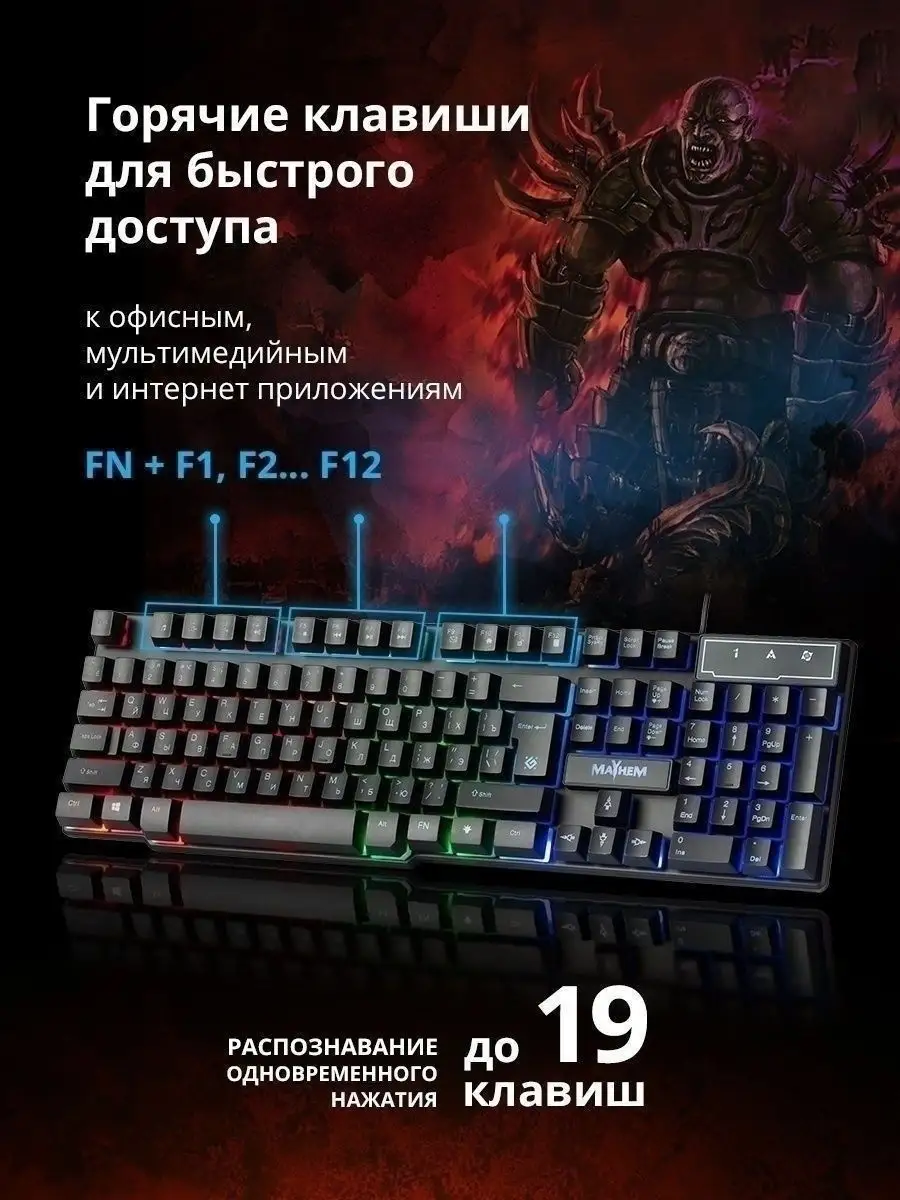 Горячие клавиши
для быстрого
доступа
к офисным,
мультимедийным
и интернет приложениям
FN + F1, F2... F12
MAYHEM
РАСПОЗНАВАНИЕ
ОДНОВРЕМЕННОГО
НАЖАТИЯ
до 19
клавиш